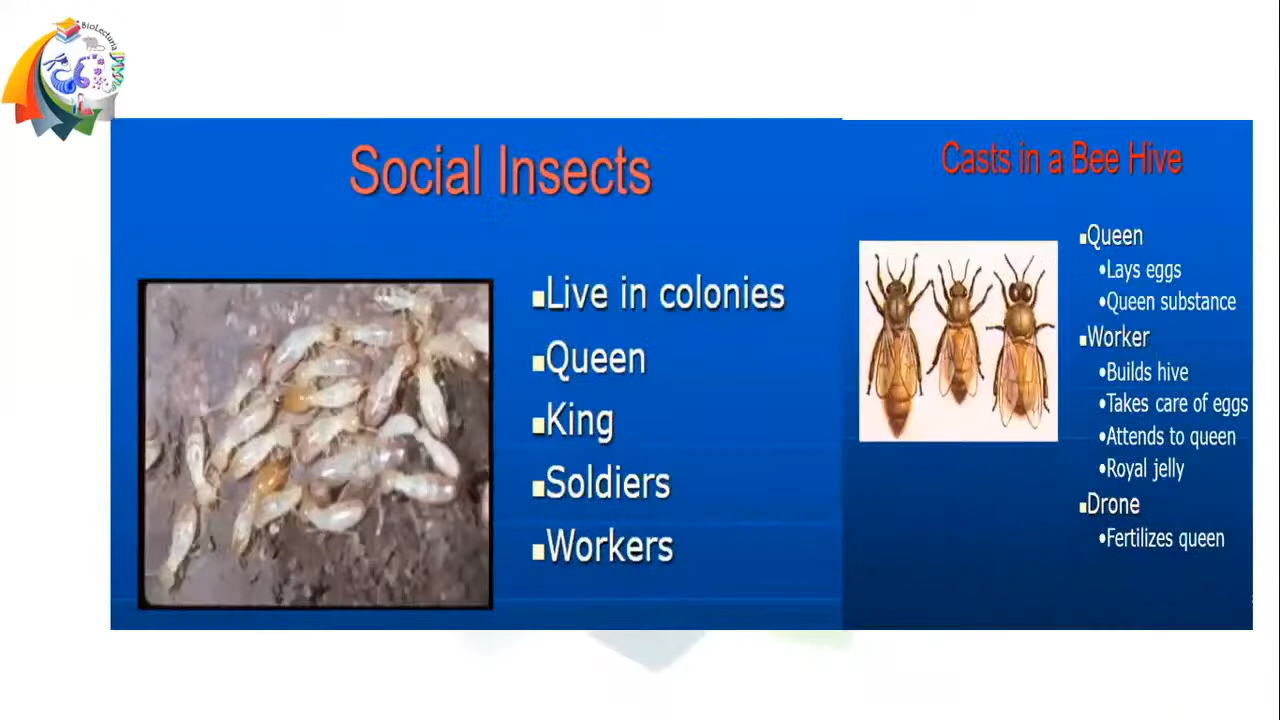 BioLecturia
Social Insects
Live in colonies
Queen
King
Soldiers
Workers
Casts in a Bee Hive
Queen
Lays eggs
Queen substance
Worker
Builds hive
Takes care of eggs
Attends to queen
Royal jelly
Drone
Fertilizes queen